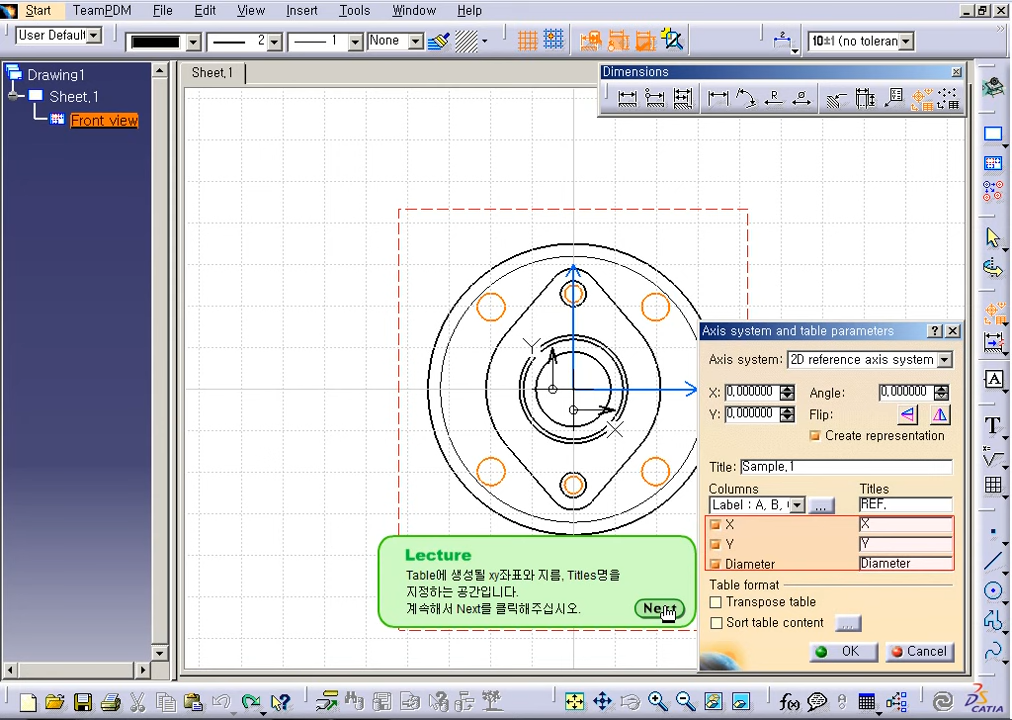 Start TeamPDM File Edit View Insert Tools Window Help
User Defaul 2 1 None 10±1 (no toleran
Drawing1
Sheet,1
Front view
Sheet,1
Dimensions
Y
X
Axis system and table parameters
Axis system: 2D reference axis system
X: 0,000000 Angle: 0,000000
Y: 0,000000 Flip:
Create representation
Title: Sample,1
Columns Titles
Label : A, B, ... REF,
X X
Y Y
Diameter Diameter
Table format
Transpose table
Sort table content ...
OK Cancel
Lecture
Table에 생성될 xy좌표와 지름, Titles명을
지정하는 공간입니다.
계속해서 Next를 클릭해주십시오.
Next
f(x)
CATIA